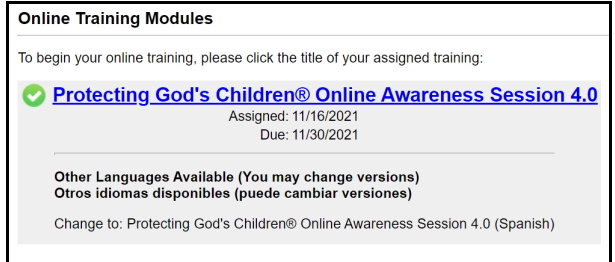 Online Training Modules
To begin your online training, please click the title of your assigned training:
Protecting God's Children® Online Awareness Session 4.0
Assigned: 11/16/2021
Due: 11/30/2021
Other Languages Available (You may change versions)
Otros idiomas disponibles (puede cambiar versiones)
Change to: Protecting God's Children® Online Awareness Session 4.0 (Spanish)